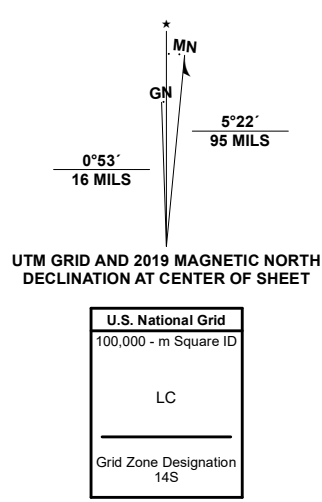 ★
MN
GN
5°22´
95 MILS
0°53´
16 MILS
UTM GRID AND 2019 MAGNETIC NORTH
DECLINATION AT CENTER OF SHEET
U.S. National Grid
100,000 - m Square ID
LC
Grid Zone Designation
14S